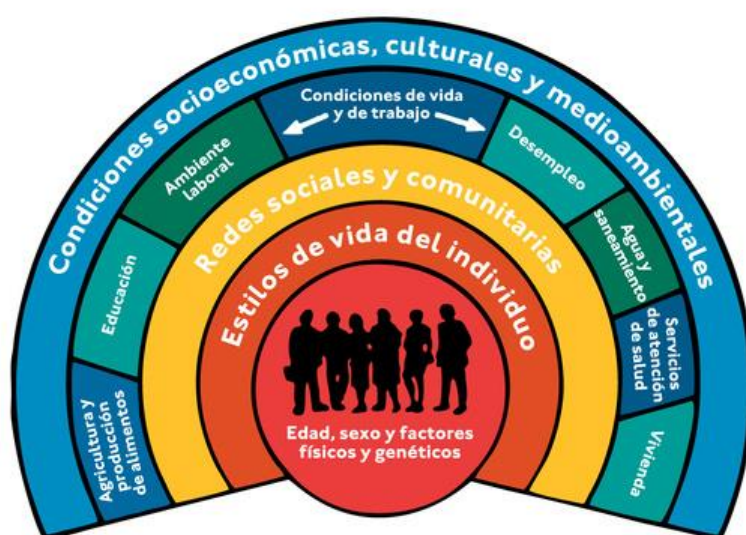 Condiciones socioeconómicas, culturales y medioambientales
Condiciones de vida
y de trabajo
Agricultura y
producción
de alimentos
Educación
Ambiente
laboral
Desempleo
Agua y
saneamiento
Servicios
de atención
de salud
Vivienda
Redes sociales y comunitarias
Estilos de vida del individuo
Edad, sexo y factores
físicos y genéticos